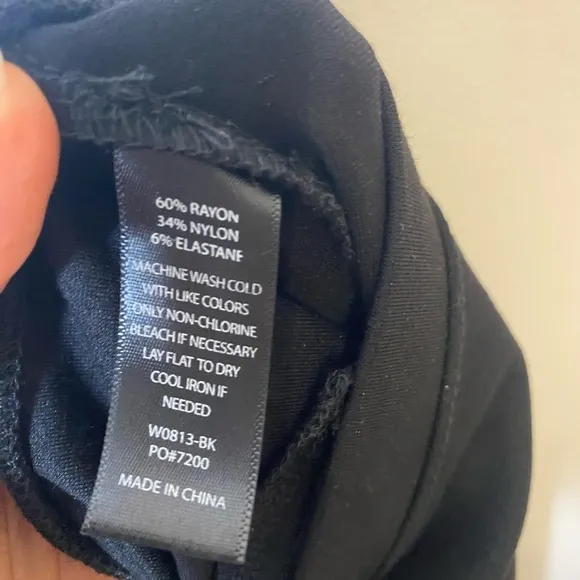 60% RAYON
34% NYLON
6% ELASTANE
MACHINE WASH COLD
WITH LIKE COLORS
ONLY NON-CHLORINE
BLEACH IF NECESSARY
LAY FLAT TO DRY
COOL IRON IF
NEEDED
W0813-BK
PO#7200
MADE IN CHINA